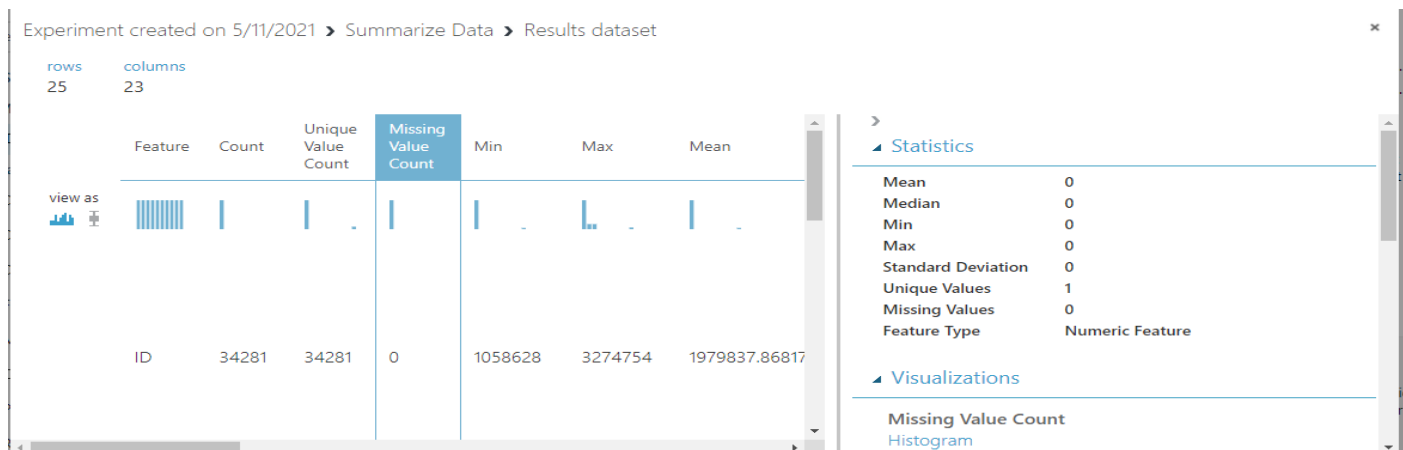 Experiment created on 5/11/2021 › Summarize Data › Results dataset
rows columns
25 23
Feature Count Unique Value Count Missing Value Count Min Max Mean
view as
ID 34281 34281 0 1058628 3274754 1979837.86817
Statistics
Mean 0
Median 0
Min 0
Max 0
Standard Deviation 0
Unique Values 1
Missing Values 0
Feature Type Numeric Feature
Visualizations
Missing Value Count
Histogram